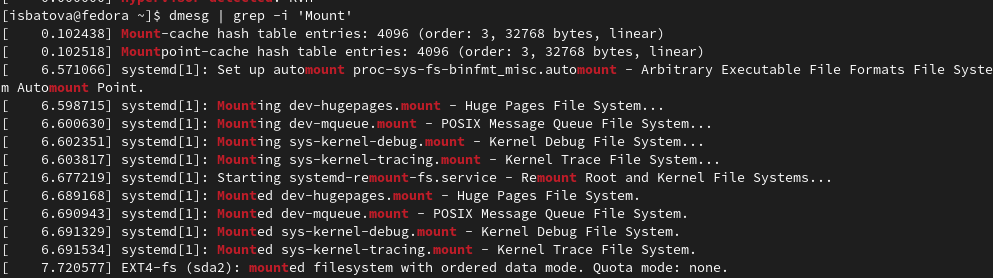 [isbatova@fedora ~]$ dmesg | grep -i 'Mount'
[    0.102438] Mount-cache hash table entries: 4096 (order: 3, 32768 bytes, linear)
[    0.102518] Mountpoint-cache hash table entries: 4096 (order: 3, 32768 bytes, linear)
[    6.571066] systemd[1]: Set up automount proc-sys-fs-binfmt_misc.automount - Arbitrary Executable File Formats File Syste
m Automount Point.
[    6.598715] systemd[1]: Mounting dev-hugepages.mount - Huge Pages File System...
[    6.600630] systemd[1]: Mounting dev-mqueue.mount - POSIX Message Queue File System...
[    6.602351] systemd[1]: Mounting sys-kernel-debug.mount - Kernel Debug File System...
[    6.603817] systemd[1]: Mounting sys-kernel-tracing.mount - Kernel Trace File System...
[    6.677219] systemd[1]: Starting systemd-remount-fs.service - Remount Root and Kernel File Systems...
[    6.689168] systemd[1]: Mounted dev-hugepages.mount - Huge Pages File System.
[    6.690943] systemd[1]: Mounted dev-mqueue.mount - POSIX Message Queue File System.
[    6.691329] systemd[1]: Mounted sys-kernel-debug.mount - Kernel Debug File System.
[    6.691534] systemd[1]: Mounted sys-kernel-tracing.mount - Kernel Trace File System.
[    7.720577] EXT4-fs (sda2): mounted filesystem with ordered data mode. Quota mode: none.